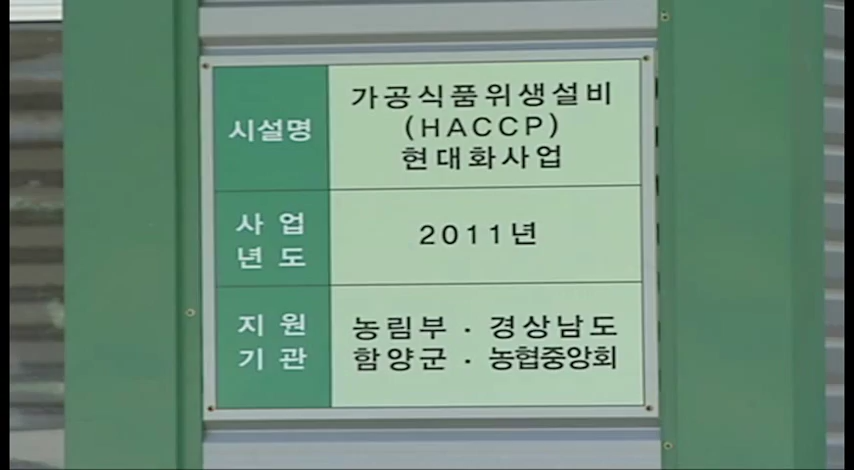 시설명
가공식품위생설비
(HACCP)
현대화사업
사업
년도
2011년
지원
기관
농림부 · 경상남도
함양군 · 농협중앙회